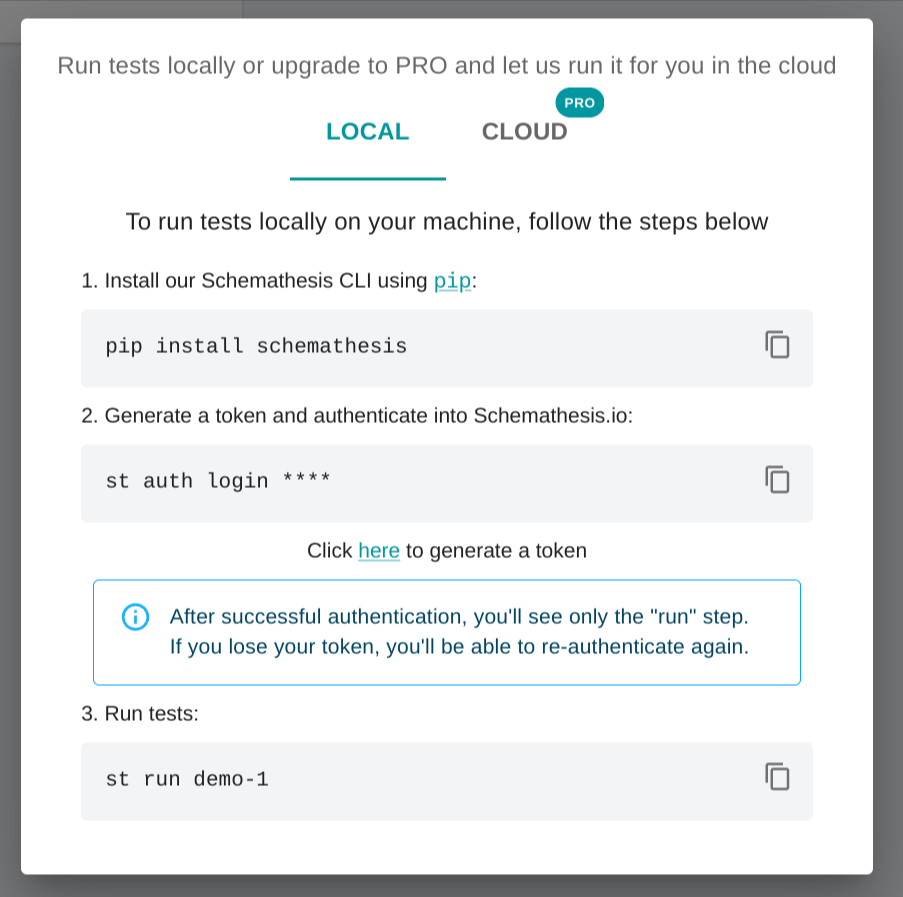 Run tests locally or upgrade to PRO and let us run it for you in the cloud
PRO
LOCAL CLOUD
To run tests locally on your machine, follow the steps below
1. Install our Schemathesis CLI using pip:
pip install schemathesis
2. Generate a token and authenticate into Schemathesis.io:
st auth login ****
Click here to generate a token
After successful authentication, you'll see only the "run" step.
If you lose your token, you'll be able to re-authenticate again.
3. Run tests:
st run demo-1